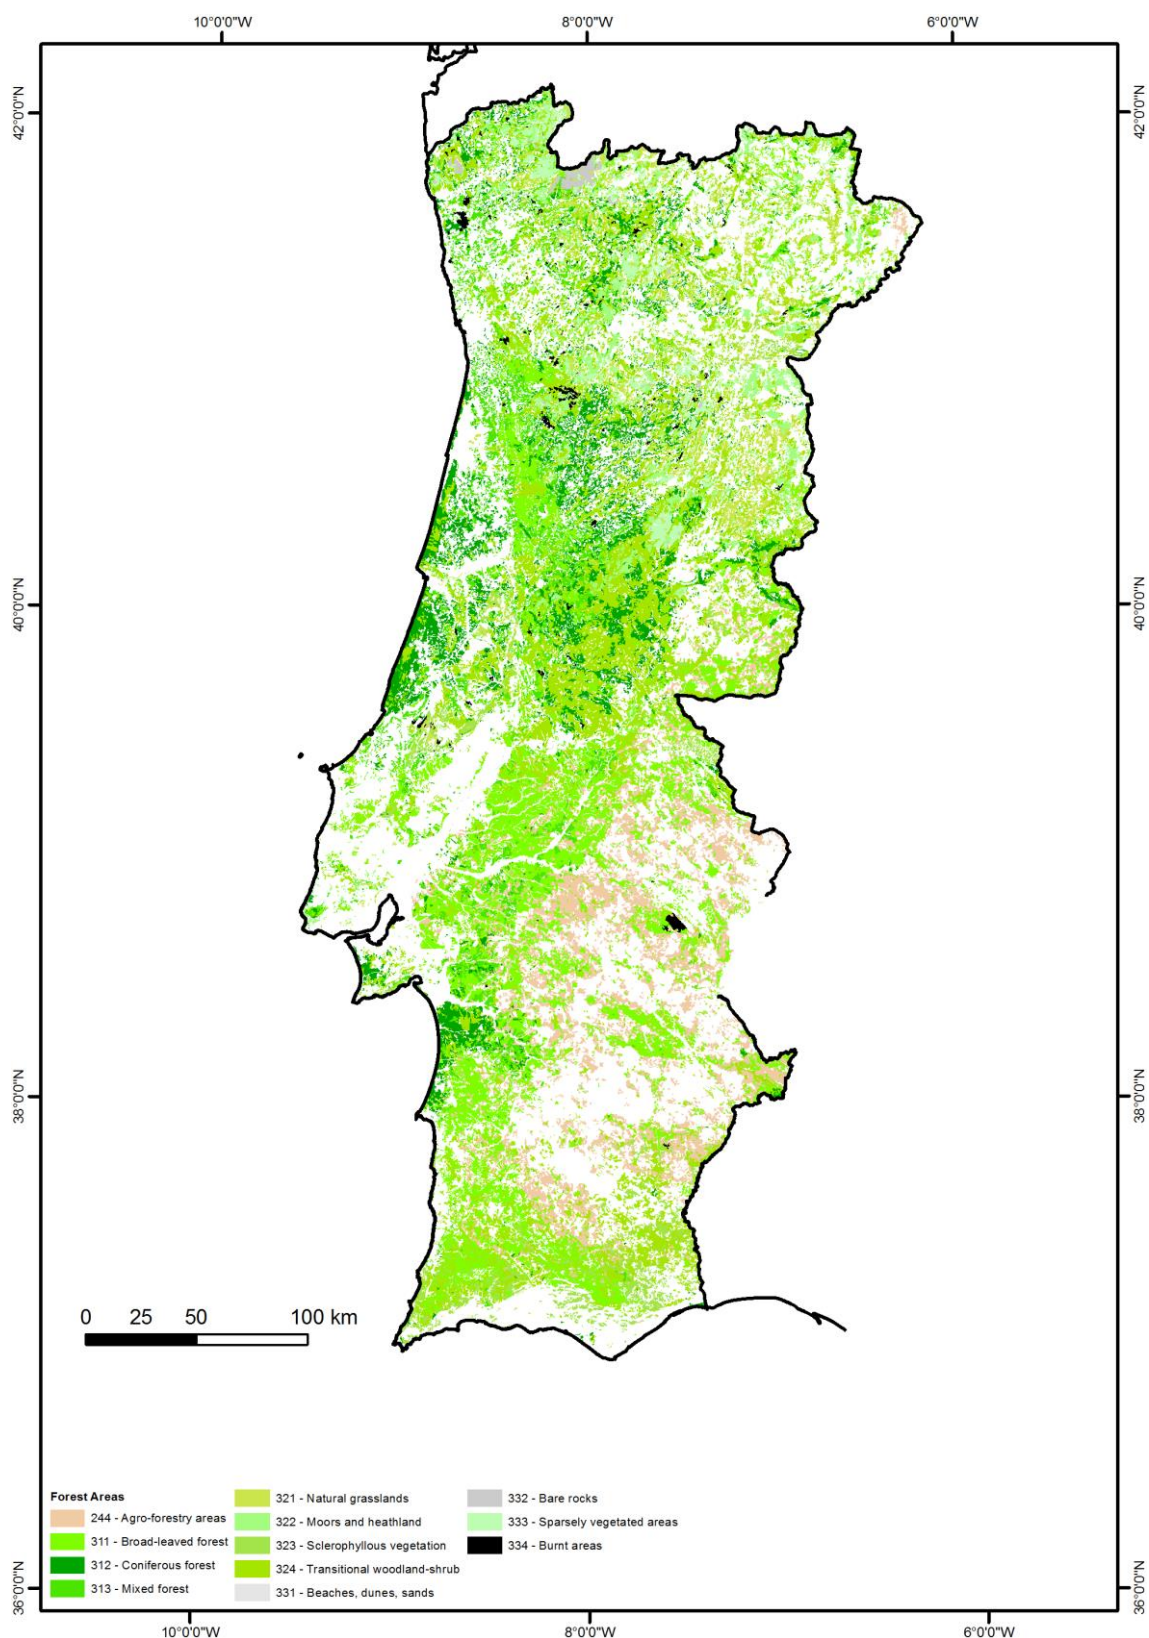 10°0'0"W 8°0'0"W 6°0'0"W
42°0'0"N 42°0'0"N
40°0'0"N 40°0'0"N
38°0'0"N 38°0'0"N
0 25 50 100 km
Forest Areas
244 - Agro-forestry areas
311 - Broad-leaved forest
312 - Coniferous forest
313 - Mixed forest
321 - Natural grasslands
322 - Moors and heathland
323 - Sclerophyllous vegetation
324 - Transitional woodland-shrub
331 - Beaches, dunes, sands
332 - Bare rocks
333 - Sparsely vegetated areas
334 - Burnt areas
36°0'0"N 36°0'0"N
10°0'0"W 8°0'0"W 6°0'0"W